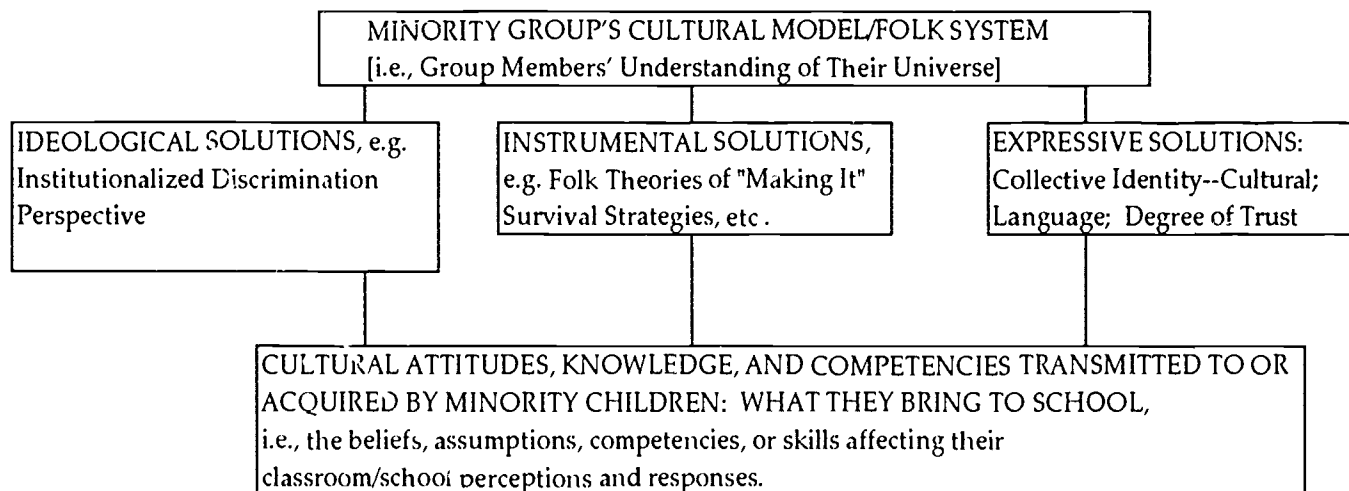 MINORITY GROUP'S CULTURAL MODEL/FOLK SYSTEM
[i.e., Group Members' Understanding of Their Universe]
IDEOLOGICAL SOLUTIONS, e.g.
Institutionalized Discrimination
Perspective
INSTRUMENTAL SOLUTIONS,
e.g. Folk Theories of "Making It"
Survival Strategies, etc .
EXPRESSIVE SOLUTIONS:
Collective Identity--Cultural;
Language; Degree of Trust
CULTURAL ATTITUDES, KNOWLEDGE, AND COMPETENCIES TRANSMITTED TO OR
ACQUIRED BY MINORITY CHILDREN: WHAT THEY BRING TO SCHOOL,
i.e., the beliefs, assumptions, competencies, or skills affecting their
classroom/school perceptions and responses.